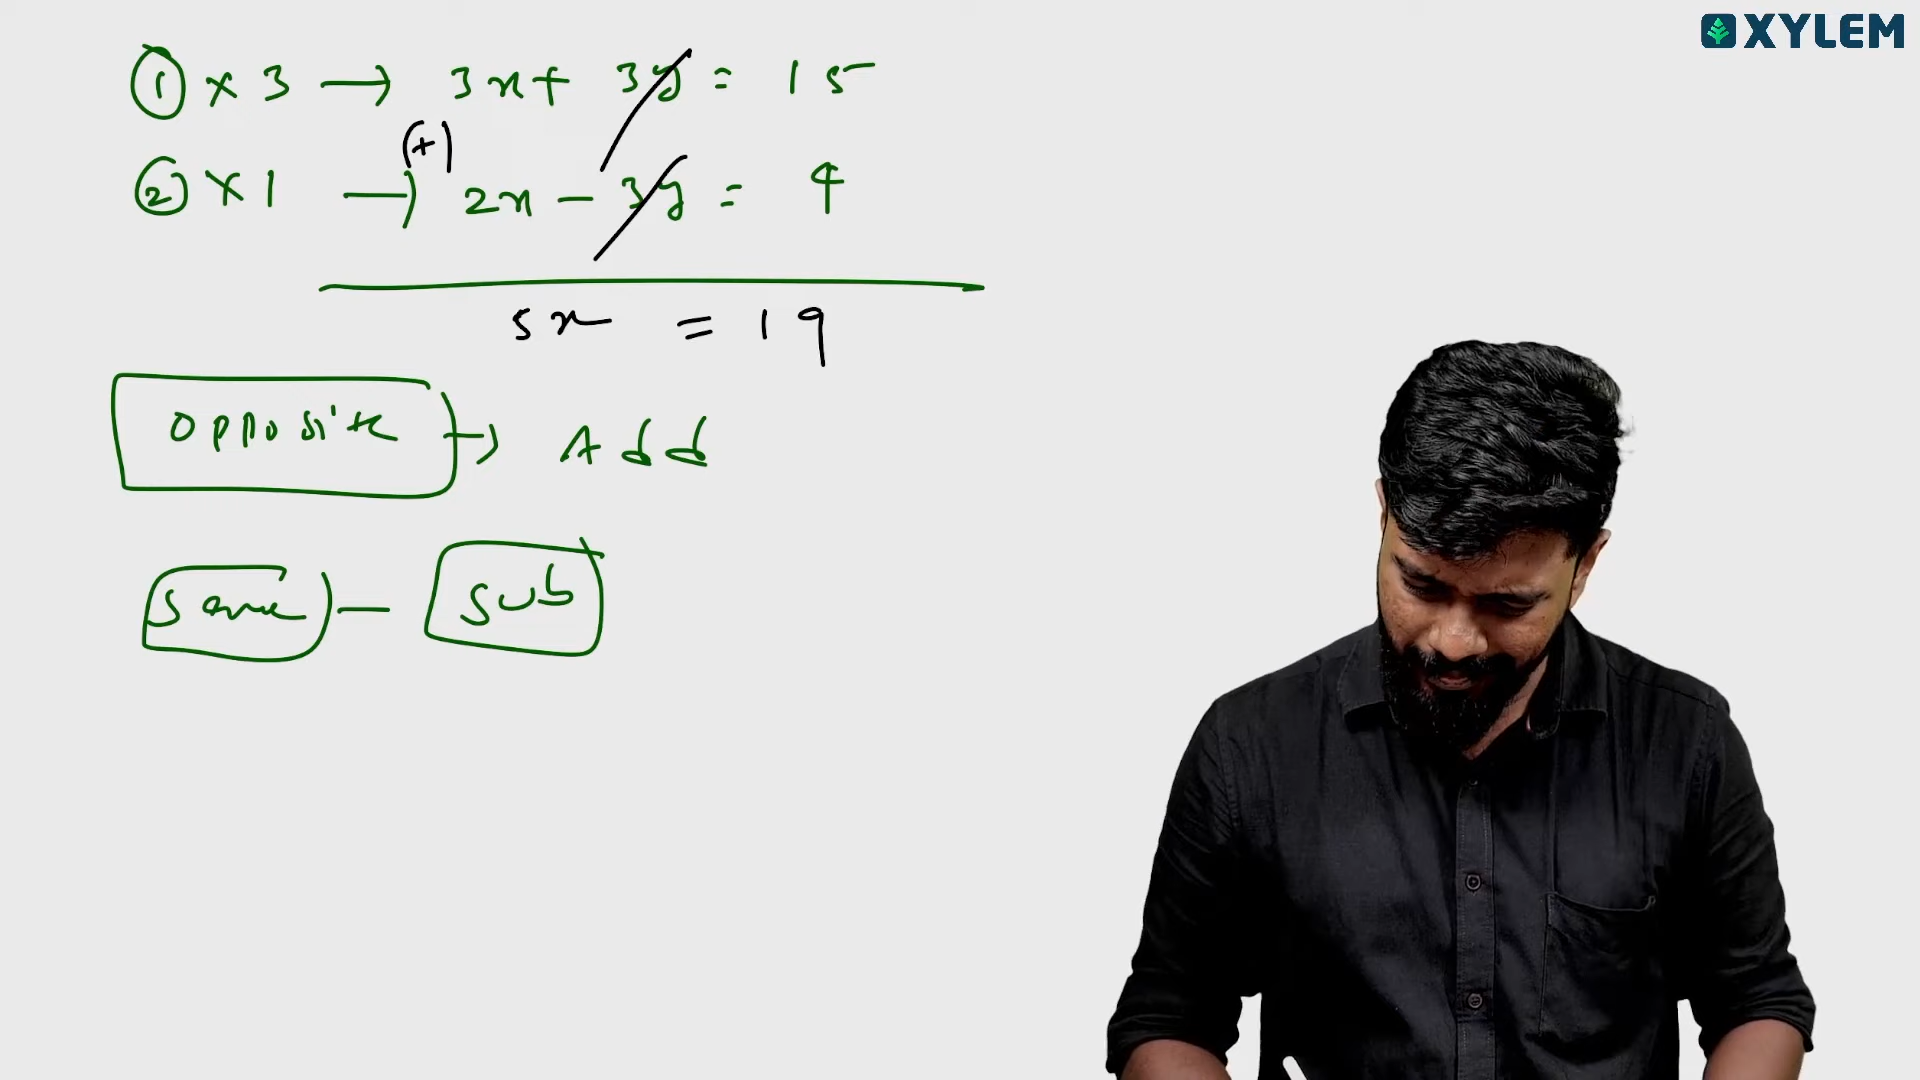 XYLEM
① × 3 → 3x + 3y = 15
(+)
② × 1 → 2x − 3y = 4
5x = 19
opposite → Add
Same — Sub